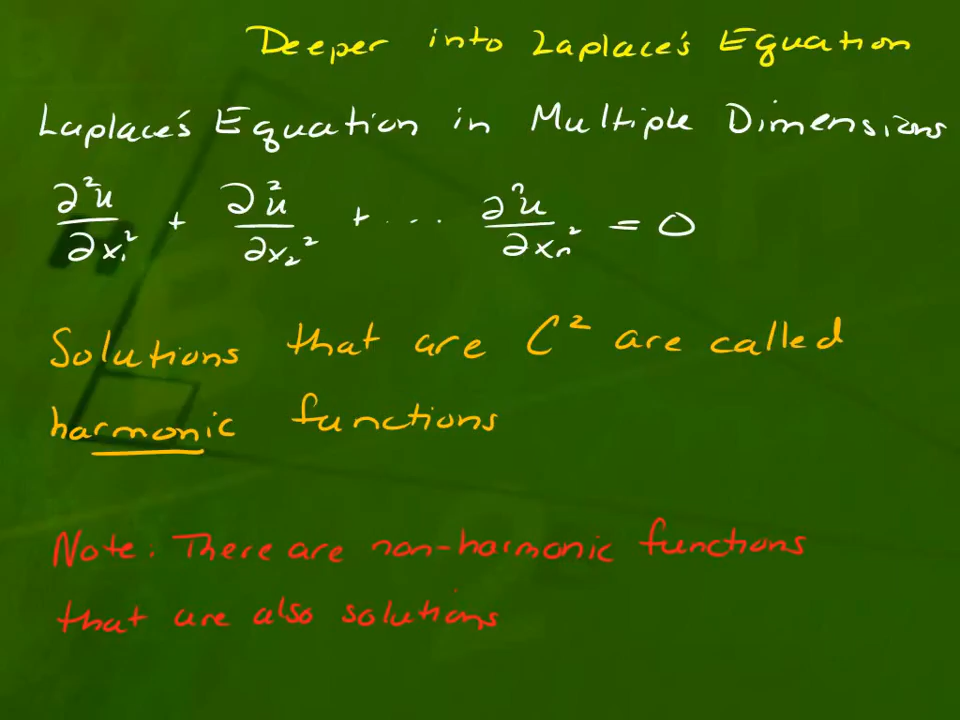 Deeper into Laplace's Equation
Laplace's Equation in Multiple Dimensions
∂²u/∂x₁² + ∂²u/∂x₂² + ··· ∂²u/∂xₙ² = 0
Solutions that are C² are called
harmonic functions
Note: There are non-harmonic functions
that are also solutions